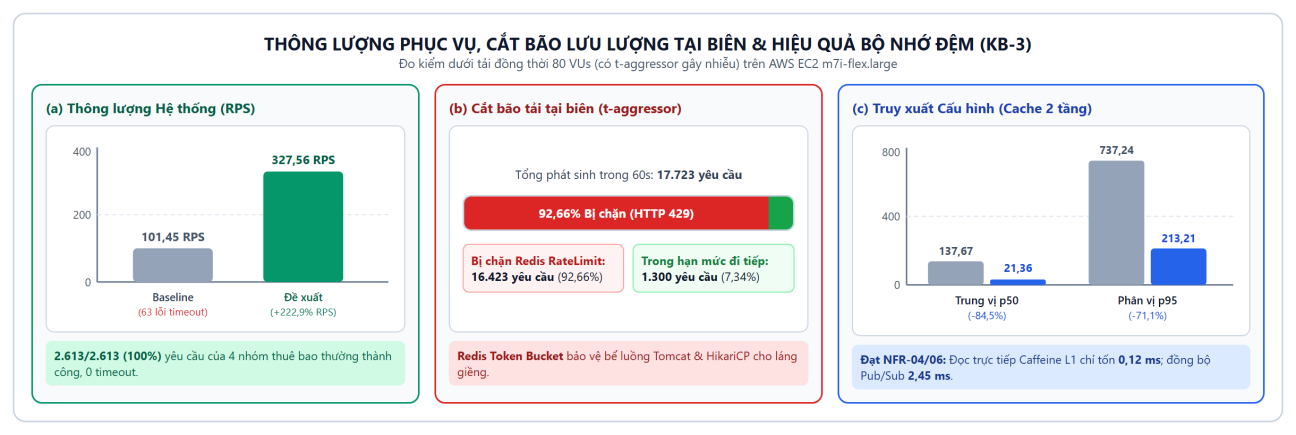 THÔNG LƯỢNG PHỤC VỤ, CẮT BÃO LƯU LƯỢNG TẠI BIÊN & HIỆU QUẢ BỘ NHỚ ĐỆM (KB-3)
Đo kiểm dưới tải đồng thời 80 VUs (có t-aggressor gây nhiễu) trên AWS EC2 m7i-flex.large
(a) Thông lượng Hệ thống (RPS)
400
200
0
101,45 RPS
327,56 RPS
Baseline
(63 lỗi timeout)
Đề xuất
(+222,9% RPS)
2.613/2.613 (100%) yêu cầu của 4 nhóm thuê bao thường thành
công, 0 timeout.
(b) Cắt bão tải tại biên (t-aggressor)
Tổng phát sinh trong 60s: 17.723 yêu cầu
92,66% Bị chặn (HTTP 429)
Bị chặn Redis RateLimit:
16.423 yêu cầu (92,66%)
Trong hạn mức đi tiếp:
1.300 yêu cầu (7,34%)
Redis Token Bucket bảo vệ bể luồng Tomcat & HikariCP cho láng
giềng.
(c) Truy xuất Cấu hình (Cache 2 tầng)
800
400
0
137,67
21,36
737,24
213,21
Trung vị p50
(-84,5%)
Phân vị p95
(-71,1%)
Đạt NFR-04/06: Đọc trực tiếp Caffeine L1 chỉ tốn 0,12 ms; đồng bộ
Pub/Sub 2,45 ms.